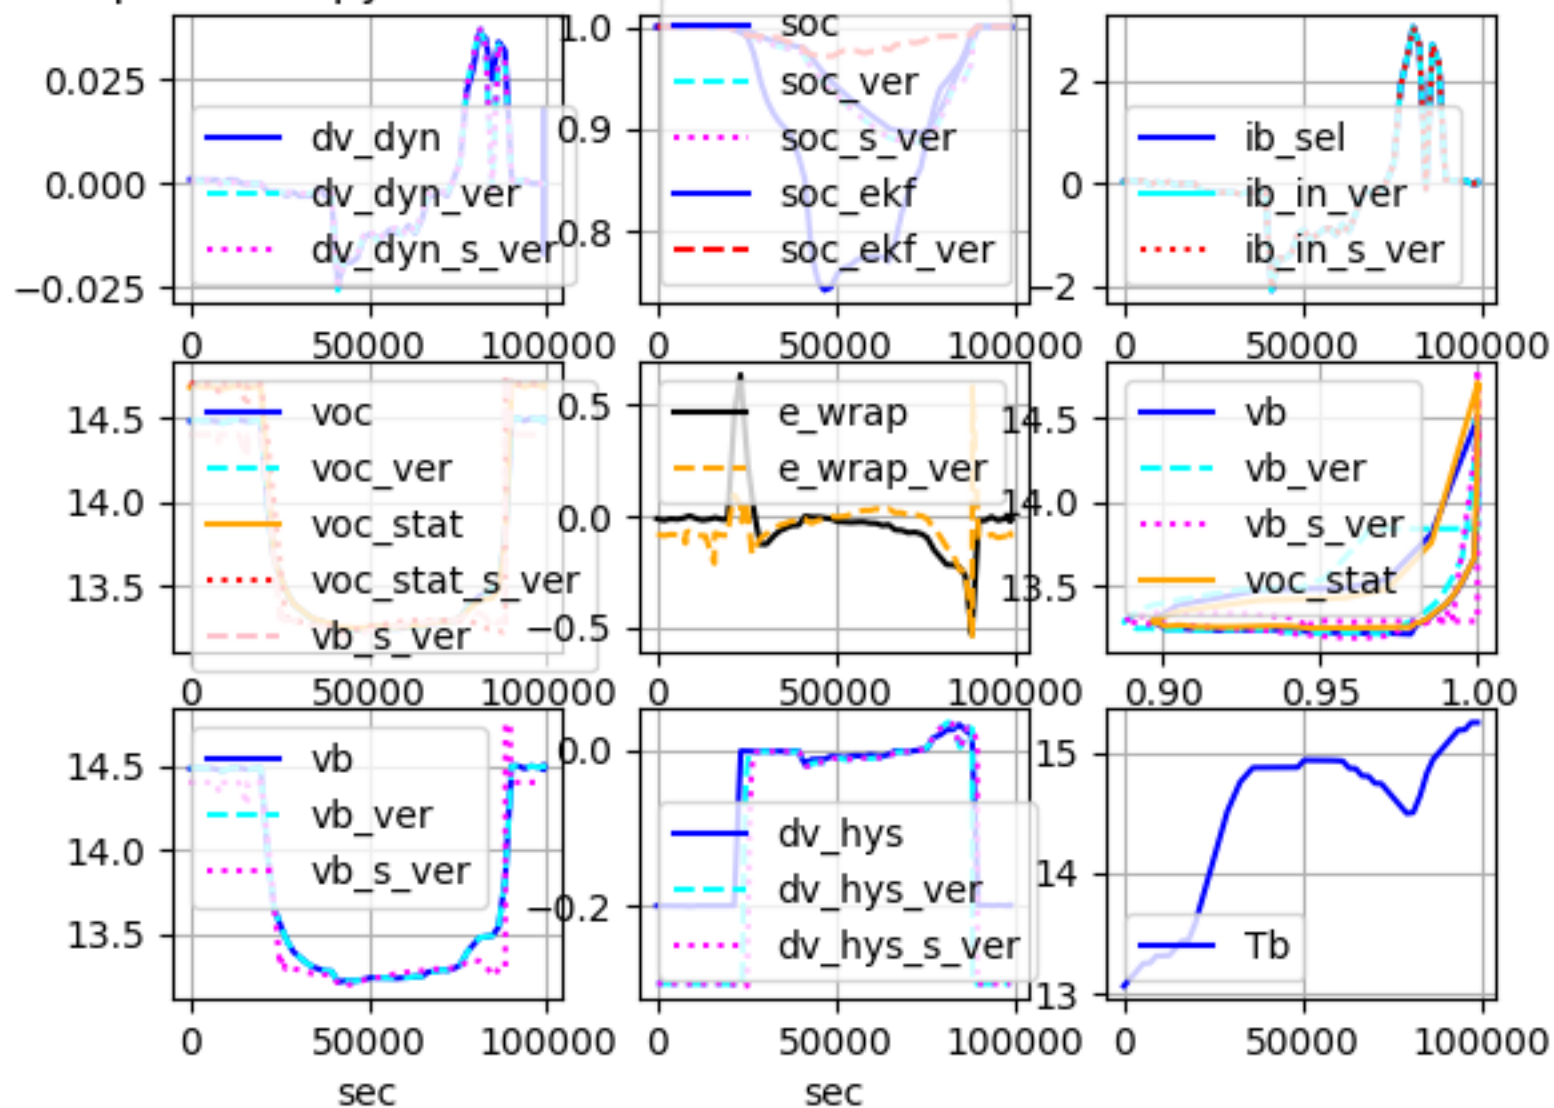 0.025
0.000
−0.025
dv_dyn
dv_dyn_ver
dv_dyn_s_ver
0
50000
100000
1.0
0.9
0.8
soc
soc_ver
soc_s_ver
soc_ekf
soc_ekf_ver
0
50000
100000
2
0
−2
ib_sel
ib_in_ver
ib_in_s_ver
0
50000
100000
14.5
14.0
13.5
voc
voc_ver
voc_stat
voc_stat_s_ver
vb_s_ver
0
50000
100000
0.5
0.0
−0.5
e_wrap
e_wrap_ver
0
50000
100000
14.5
14.0
13.5
vb
vb_ver
vb_s_ver
voc_stat
0.90
0.95
1.00
14.5
14.0
13.5
vb
vb_ver
vb_s_ver
0
50000
100000
sec
0.0
−0.2
dv_hys
dv_hys_ver
dv_hys_s_ver
0
50000
100000
sec
15
14
13
Tb
0
50000
100000